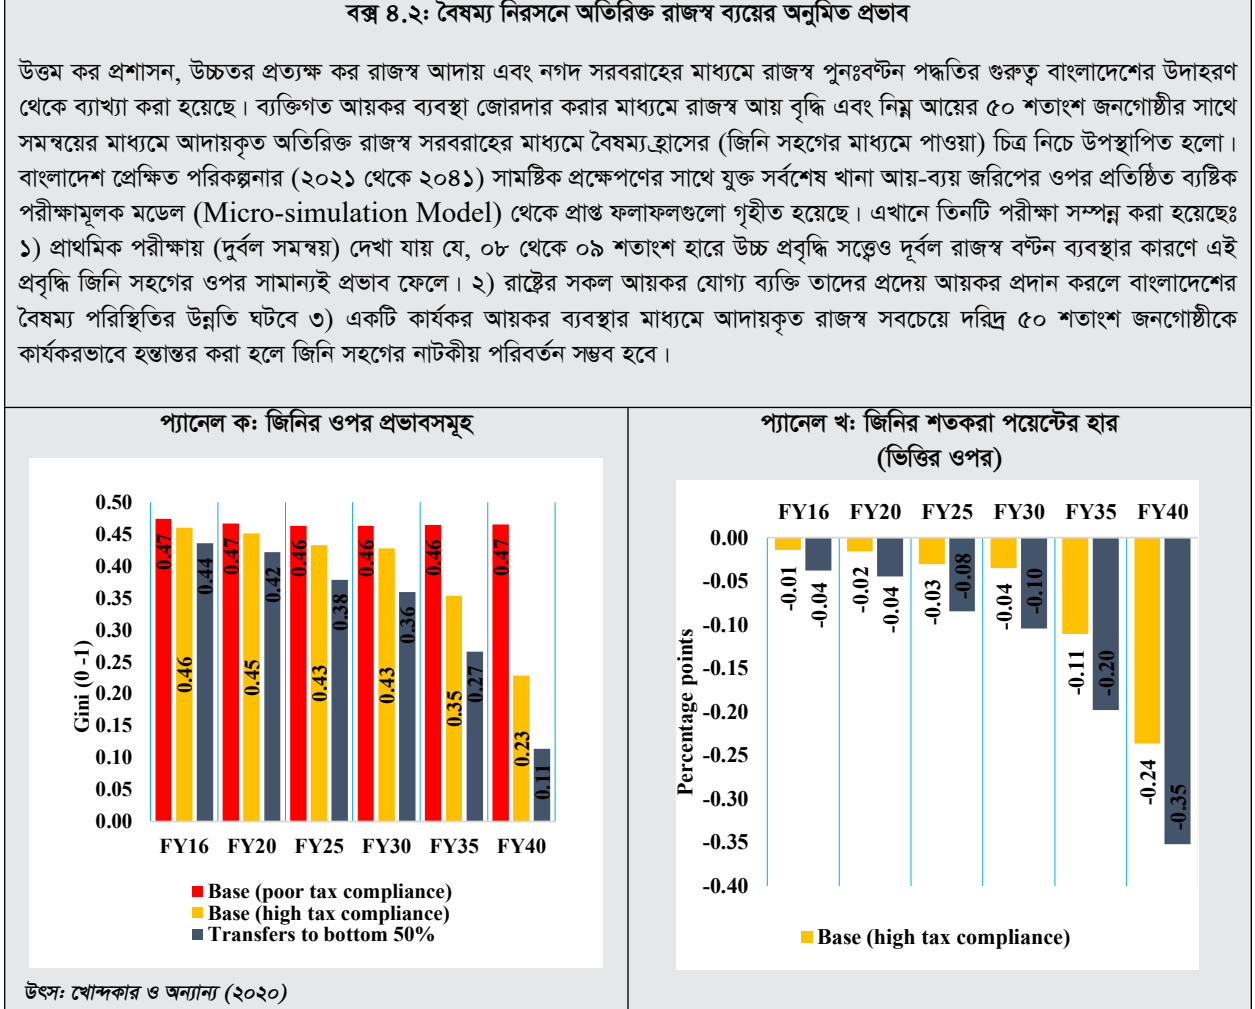 বক্স ৪.২: বৈষম্য নিরসনে অতিরিক্ত রাজস্ব ব্যয়ের অনুমিত প্রভাব
উত্তম কর প্রশাসন, উচ্চতর প্রত্যক্ষ কর রাজস্ব আদায় এবং নগদ সরবরাহের মাধ্যমে রাজস্ব পুনঃবণ্টন পদ্ধতির গুরুত্ব বাংলাদেশের উদাহরণ
থেকে ব্যাখ্যা করা হয়েছে। ব্যক্তিগত আয়কর ব্যবস্থা জোরদার করার মাধ্যমে রাজস্ব আয় বৃদ্ধি এবং নিম্ন আয়ের ৫০ শতাংশ জনগোষ্ঠীর সাথে
সমন্বয়ের মাধ্যমে আদায়কৃত অতিরিক্ত রাজস্ব সরবরাহের মাধ্যমে বৈষম্য হ্রাসের (জিনি সহগের মাধ্যমে পাওয়া) চিত্র নিচে উপস্থাপিত হলো।
বাংলাদেশ প্রেক্ষিত পরিকল্পনার (২০২১ থেকে ২০৪১) সামষ্টিক প্রক্ষেপণের সাথে যুক্ত সর্বশেষ খানা আয়-ব্যয় জরিপের ওপর প্রতিষ্ঠিত ব্যষ্টিক
পরীক্ষামূলক মডেল (Micro-simulation Model) থেকে প্রাপ্ত ফলাফলগুলো গৃহীত হয়েছে। এখানে তিনটি পরীক্ষা সম্পন্ন করা হয়েছেঃ
১) প্রাথমিক পরীক্ষায় (দুর্বল সমন্বয়) দেখা যায় যে, ০৮ থেকে ০৯ শতাংশ হারে উচ্চ প্রবৃদ্ধি সত্ত্বেও দূর্বল রাজস্ব বণ্টন ব্যবস্থার কারণে এই
প্রবৃদ্ধি জিনি সহগের ওপর সামান্যই প্রভাব ফেলে। ২) রাষ্ট্রের সকল আয়কর যোগ্য ব্যক্তি তাদের প্রদেয় আয়কর প্রদান করলে বাংলাদেশের
বৈষম্য পরিস্থিতির উন্নতি ঘটবে ৩) একটি কার্যকর আয়কর ব্যবস্থার মাধ্যমে আদায়কৃত রাজস্ব সবচেয়ে দরিদ্র ৫০ শতাংশ জনগোষ্ঠীকে
কার্যকরভাবে হস্তান্তর করা হলে জিনি সহগের নাটকীয় পরিবর্তন সম্ভব হবে।
প্যানেল ক: জিনির ওপর প্রভাবসমূহ
0.50
0.45
0.40
0.35
0.30
0.25
0.20
0.15
0.10
0.05
0.00
Gini (0 -1)
0.47 0.46 0.44
0.47 0.45 0.42
0.46 0.43 0.38
0.46 0.43 0.36
0.46 0.35 0.27
0.47 0.23 0.11
FY16 FY20 FY25 FY30 FY35 FY40
Base (poor tax compliance)
Base (high tax compliance)
Transfers to bottom 50%
উৎস: খোন্দকার ও অন্যান্য (২০২০)
প্যানেল খ: জিনির শতকরা পয়েন্টের হার
(ভিত্তির ওপর)
FY16 FY20 FY25 FY30 FY35 FY40
0.00
-0.05
-0.10
-0.15
-0.20
-0.25
-0.30
-0.35
-0.40
Percentage points
-0.01 -0.04
-0.02 -0.04
-0.03 -0.08
-0.04 -0.10
-0.11 -0.20
-0.24 -0.35
Base (high tax compliance)